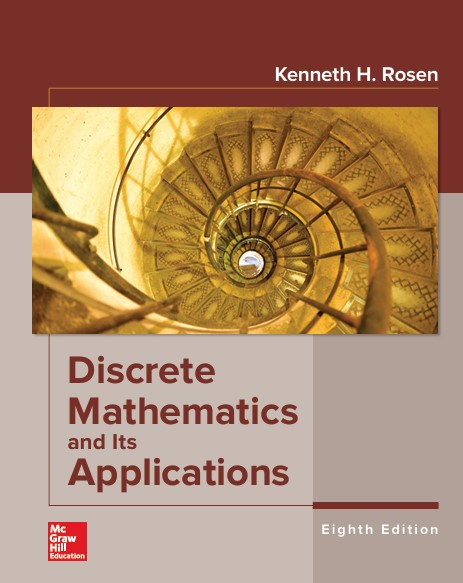 Kenneth H. Rosen
Discrete
Mathematics
and Its
Applications
Eighth Edition
Mc
Graw
Hill
Education